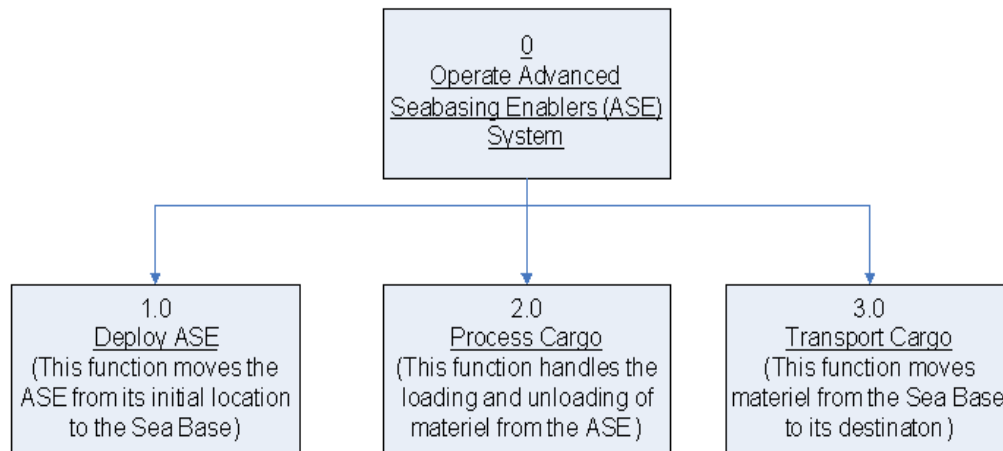 0
Operate Advanced
Seabasing Enablers (ASE)
System
1.0
Deploy ASE
(This function moves the
ASE from its initial location
to the Sea Base)
2.0
Process Cargo
(This function handles the
loading and unloading of
materiel from the ASE )
3.0
Transport Cargo
(This function moves
materiel from the Sea Base
to its destinaton )